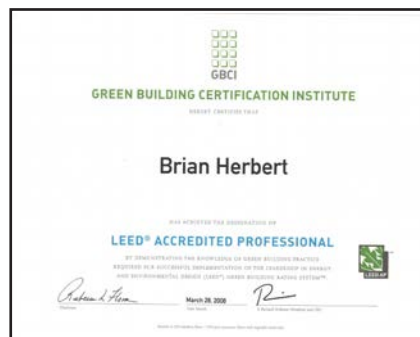 GBCI
GREEN BUILDING CERTIFICATION INSTITUTE
HEREBY CERTIFIES THAT
Brian Herbert
HAS ACHIEVED THE DESIGNATION OF
LEED® ACCREDITED PROFESSIONAL
BY DEMONSTRATING THE KNOWLEDGE OF GREEN BUILDING PRACTICE
REQUIRED FOR SUCCESSFUL IMPLEMENTATION OF THE LEADERSHIP IN ENERGY
AND ENVIRONMENTAL DESIGN (LEED®) GREEN BUILDING RATING SYSTEM™.
LEED AP
March 28, 2008